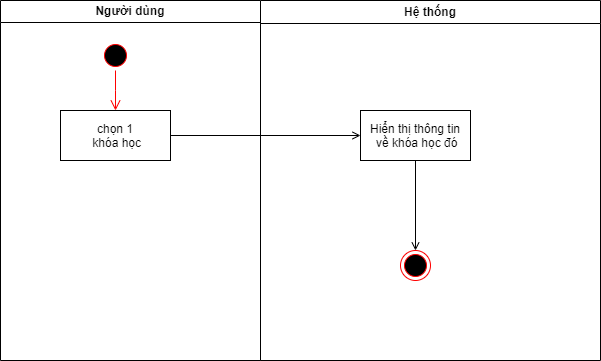 Người dùng
Hệ thống
chọn 1
khóa học
Hiển thị thông tin
về khóa học đó